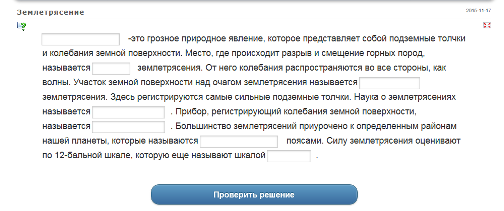 Землетрясение
-это грозное природное явление, которое представляет собой подземные толчки
и колебания земной поверхности. Место, где происходит разрыв и смещение горных пород,
называется землетрясения. От него колебания распространяются во все стороны, как
волны. Участок земной поверхности над очагом землетрясения называется
землетрясения. Здесь регистрируются самые сильные подземные толчки. Наука о землетрясениях
называется . Прибор, регистрирующий колебания земной поверхности,
называется . Большинство землетрясений приурочено к определенным районам
нашей планеты, которые называются поясами. Силу землетрясения оценивают
по 12-бальной шкале, которую еще называют шкалой .
Проверить решение